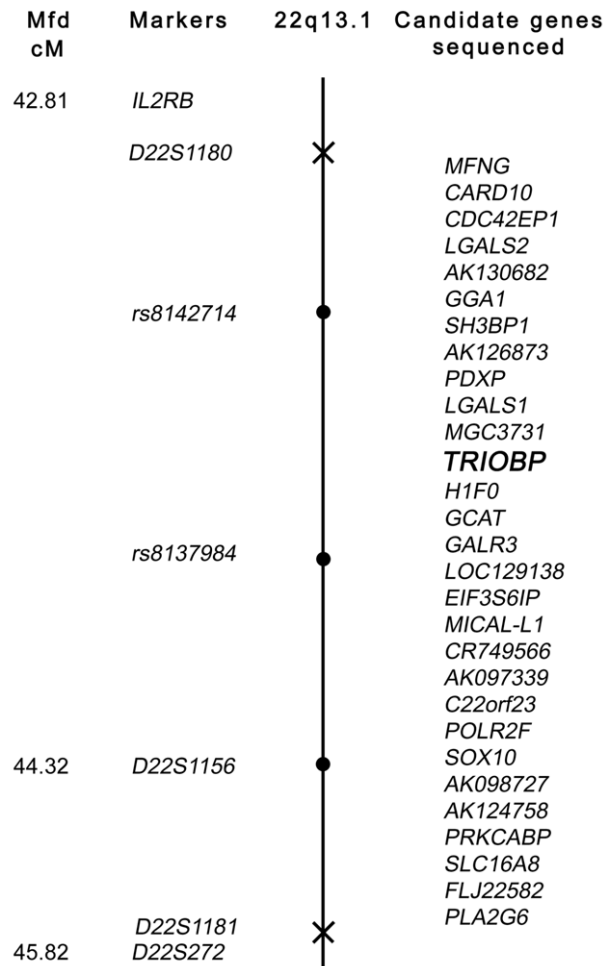 Mfd Markers 22q13.1 Candidate genes
cM sequenced
42.81 IL2RB
D22S1180
MFNG
CARD10
CDC42EP1
LGALS2
AK130682
GGA1
rs8142714
SH3BP1
AK126873
PDXP
LGALS1
MGC3731
TRIOBP
H1F0
GCAT
GALR3
rs8137984
LOC129138
EIF3S6IP
MICAL-L1
CR749566
AK097339
C22orf23
POLR2F
SOX10
44.32 D22S1156
AK098727
AK124758
PRKCABP
SLC16A8
FLJ22582
PLA2G6
D22S1181
45.82 D22S272